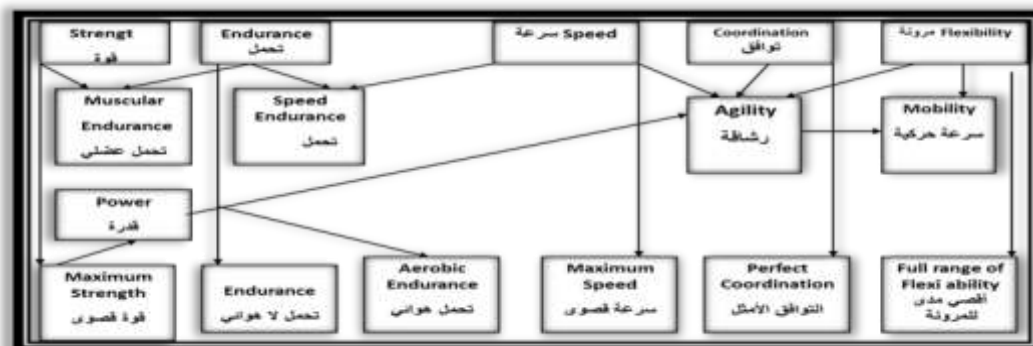 Strengt
قوة
Endurance
تحمل
سرعة Speed
Coordination
توافق
مرونة Flexibility
Muscular
Endurance
تحمل عضلي
Speed
Endurance
تحمل
Agility
رشاقة
Mobility
سرعة حركية
Power
قدرة
Maximum
Strength
قوة قصوى
Endurance
تحمل لا هوائي
Aerobic
Endurance
تحمل هوائي
Maximum
Speed
سرعة قصوى
Perfect
Coordination
التوافق الأمثل
Full range of
Flexi ability
أقصي مدى
للمرونة